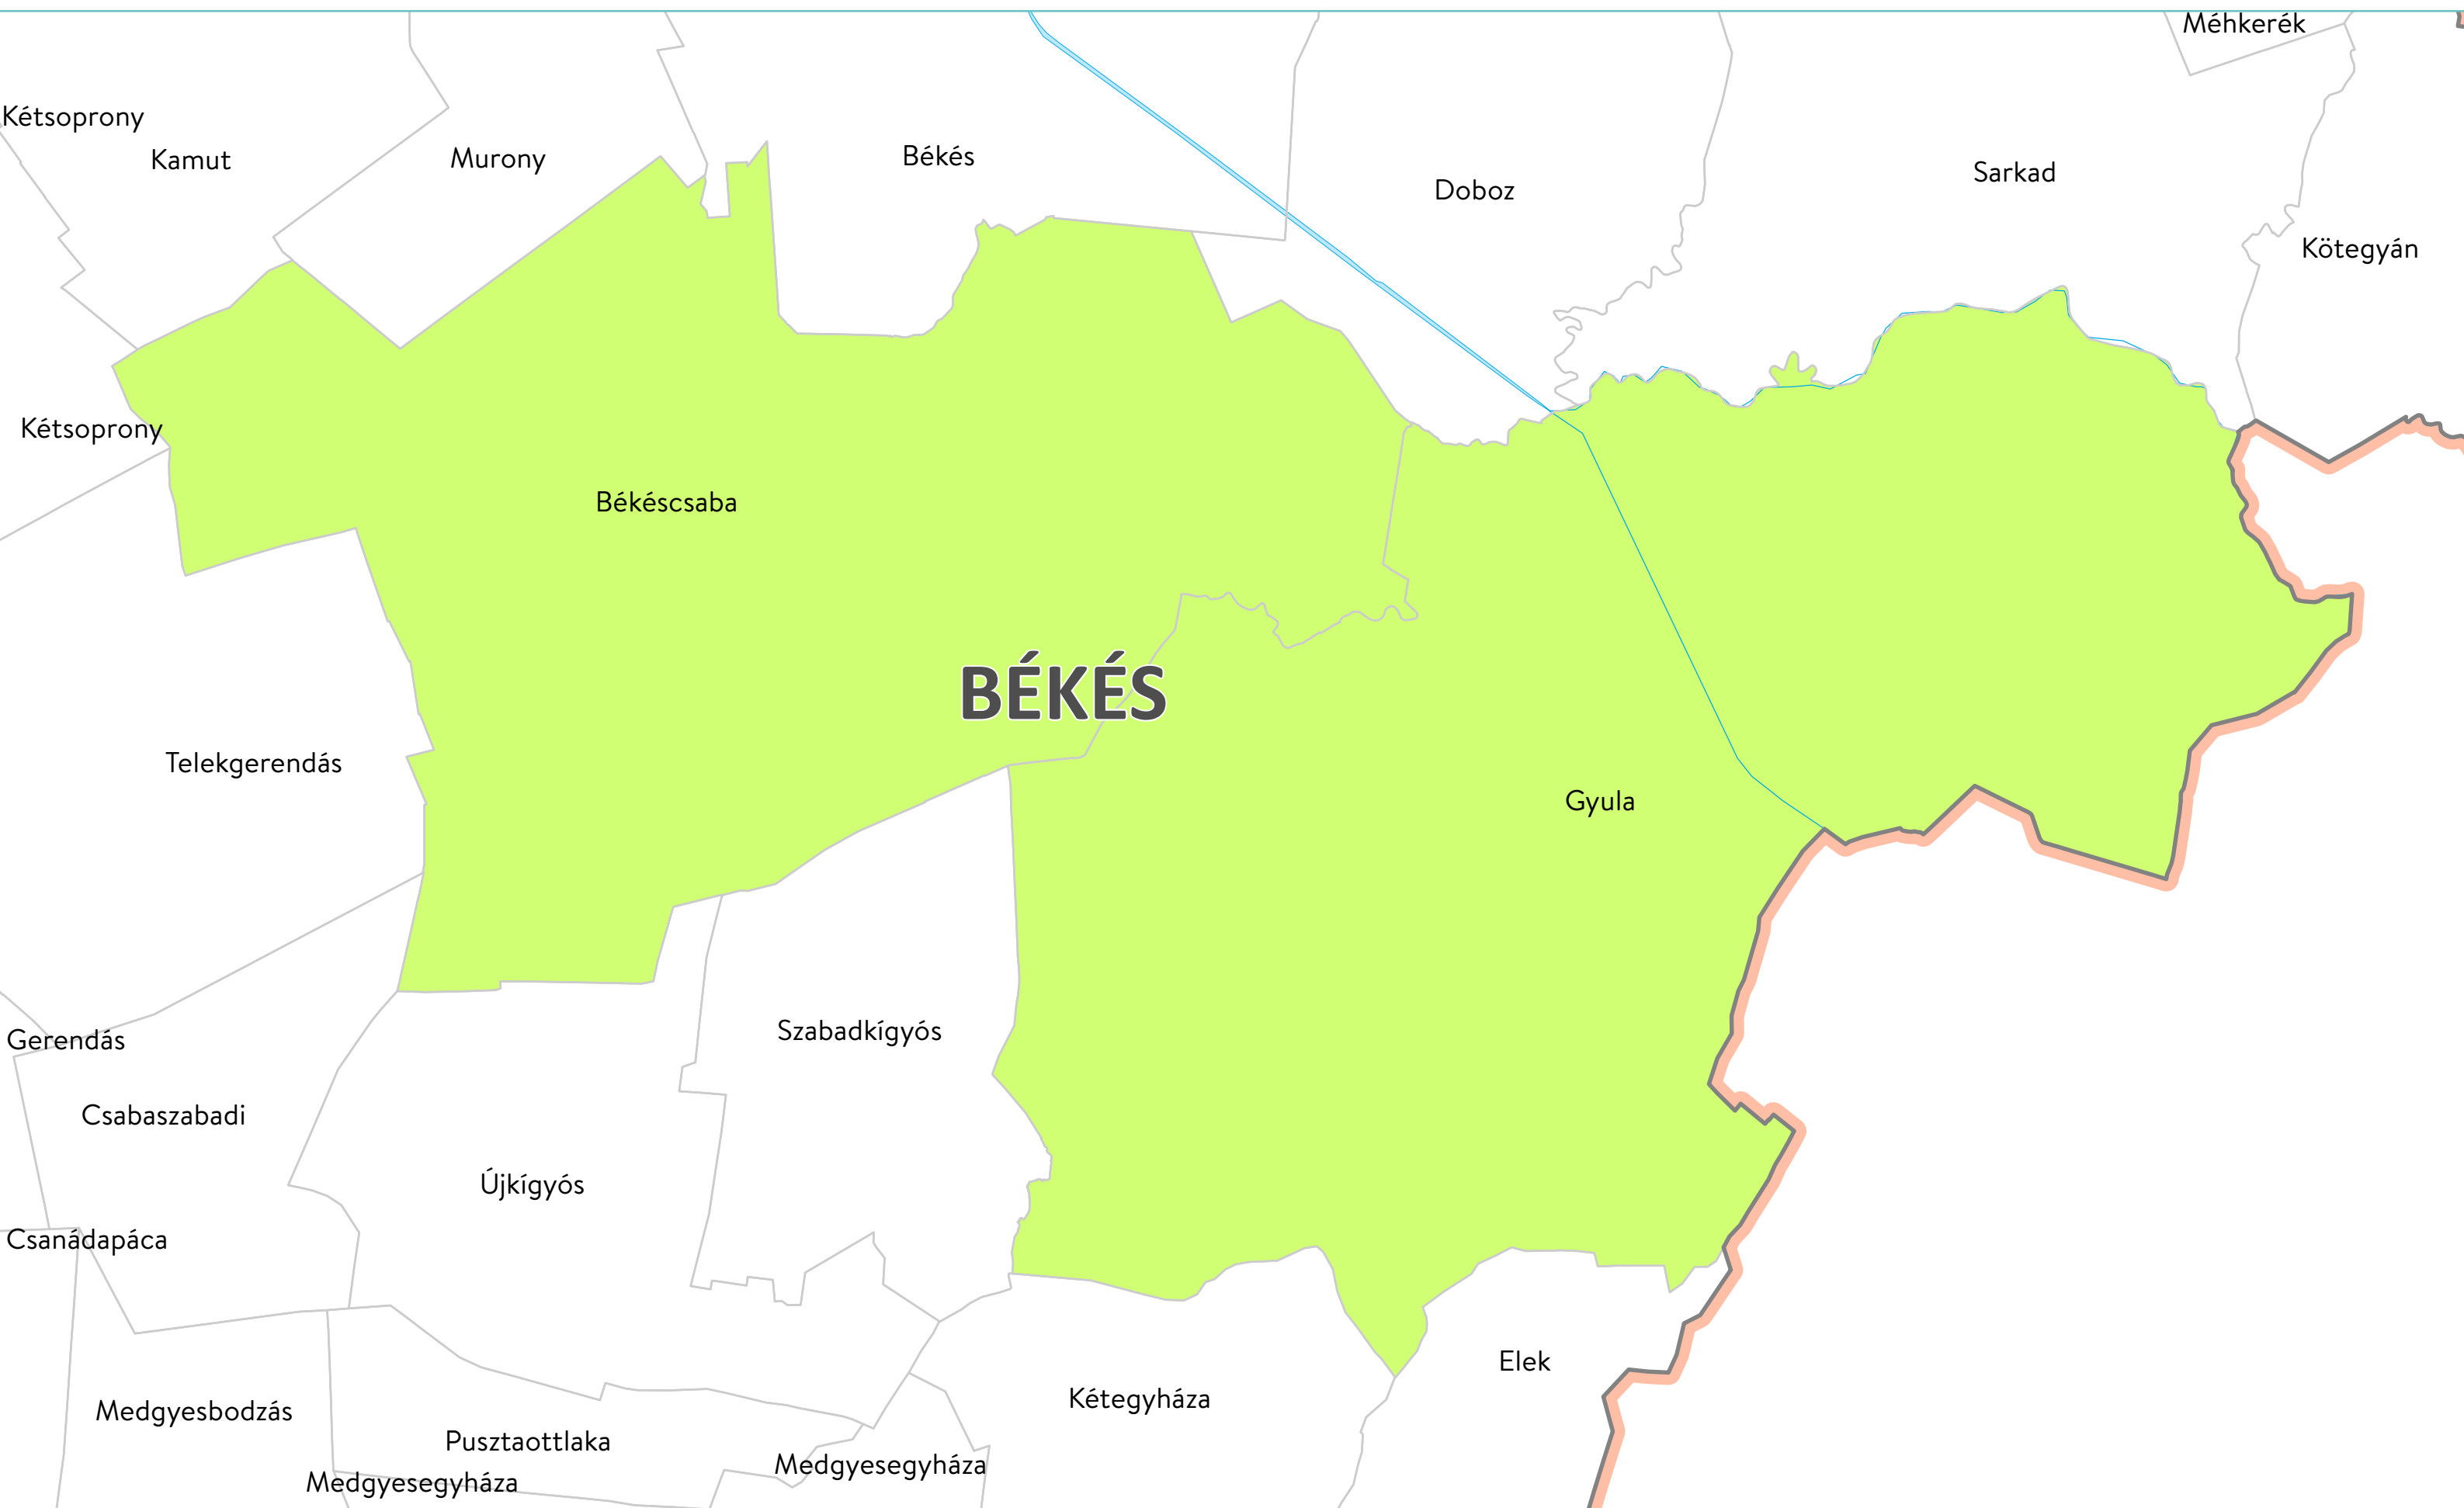 Méhkerék
Kétsoprony
Kamut
Murony
Békés
Doboz
Sarkad
Kötegyán
Kétsoprony
Békéscsaba
BÉKÉS
Telekgerendás
Gyula
Gerendás
Szabadkígyós
Csabaszabadi
Újkígyós
Csanádapáca
Elek
Kétegyháza
Medgyesbodzás
Pusztaottlaka
Medgyesegyháza
Medgyesegyháza